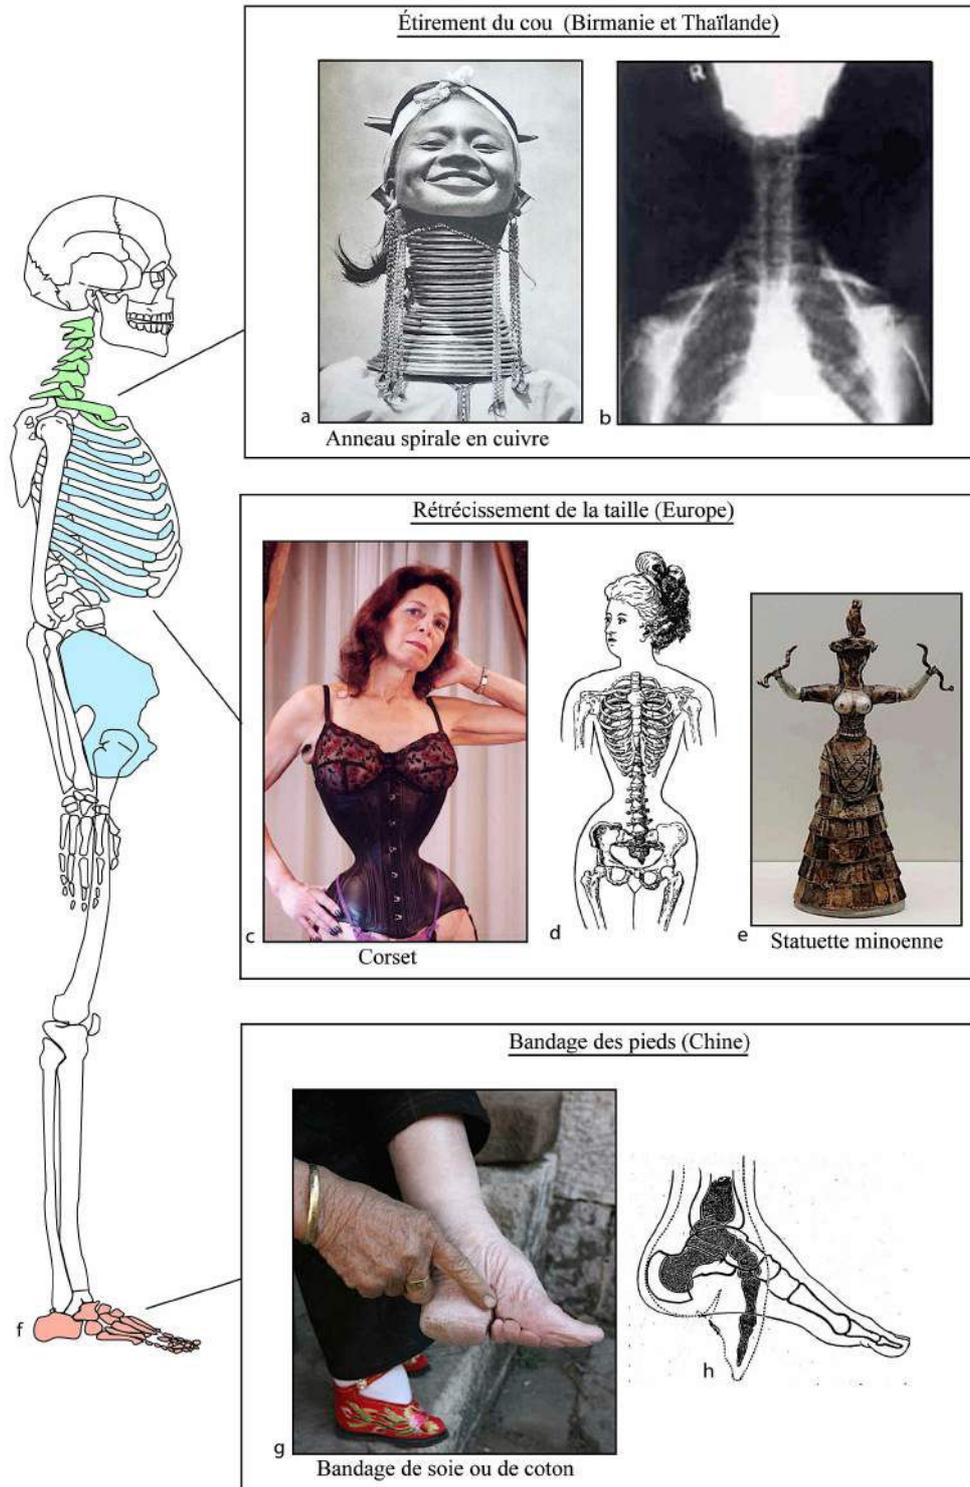 Étirement du cou (Birmanie et Thaïlande)
R
a
Anneau spirale en cuivre
b
Rétrécissement de la taille (Europe)
c
Corset
d
e
Statuette minoenne
Bandage des pieds (Chine)
f
g
Bandage de soie ou de coton
h